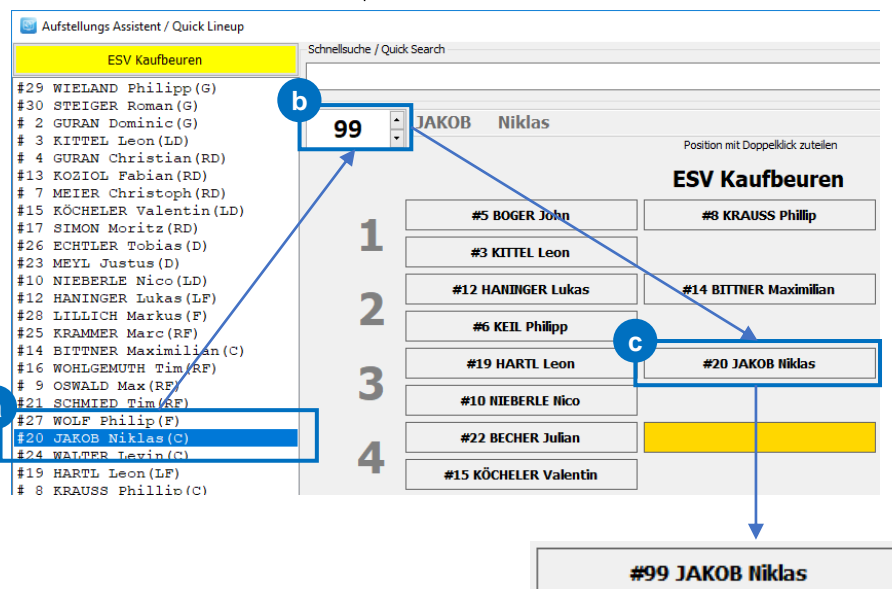 Aufstellungs Assistent / Quick Lineup
ESV Kaufbeuren
Schnellsuche / Quick Search
#29 WIELAND Philipp(G)
#30 STEIGER Roman(G)
# 2 GURAN Dominic(G)
# 3 KITTEL Leon(LD)
# 4 GURAN Christian(RD)
#13 KOZIOL Fabian(RD)
# 7 MEIER Christoph(RD)
#15 KÖCHELER Valentin(LD)
#17 SIMON Moritz(RD)
#26 ECHTLER Tobias(D)
#23 MEYL Justus(D)
#10 NIEBERLE Nico(LD)
#12 HANINGER Lukas(LF)
#28 LILLICH Markus(F)
#25 KRAMMER Marc(RF)
#14 BITTNER Maximilian(C)
#16 WOHLGEMUTH Tim(RF)
# 9 OSWALD Max(RF)
#21 SCHMIED Tim(RF)
#27 WOLF Philip(F)
#20 JAKOB Niklas(C)
#24 WALTER Levin(C)
#19 HARTL Leon(LF)
# 8 KRAUSS Phillip(C)
a
b
99 JAKOB Niklas
Position mit Doppelklick zuteilen
ESV Kaufbeuren
1
#5 BOGER John
#8 KRAUSS Phillip
#3 KITTEL Leon
2
#12 HANINGER Lukas
#14 BITTNER Maximilian
#6 KEIL Philipp
c
3
#19 HARTL Leon
#20 JAKOB Niklas
#10 NIEBERLE Nico
4
#22 BECHER Julian
#15 KÖCHELER Valentin
#99 JAKOB Niklas